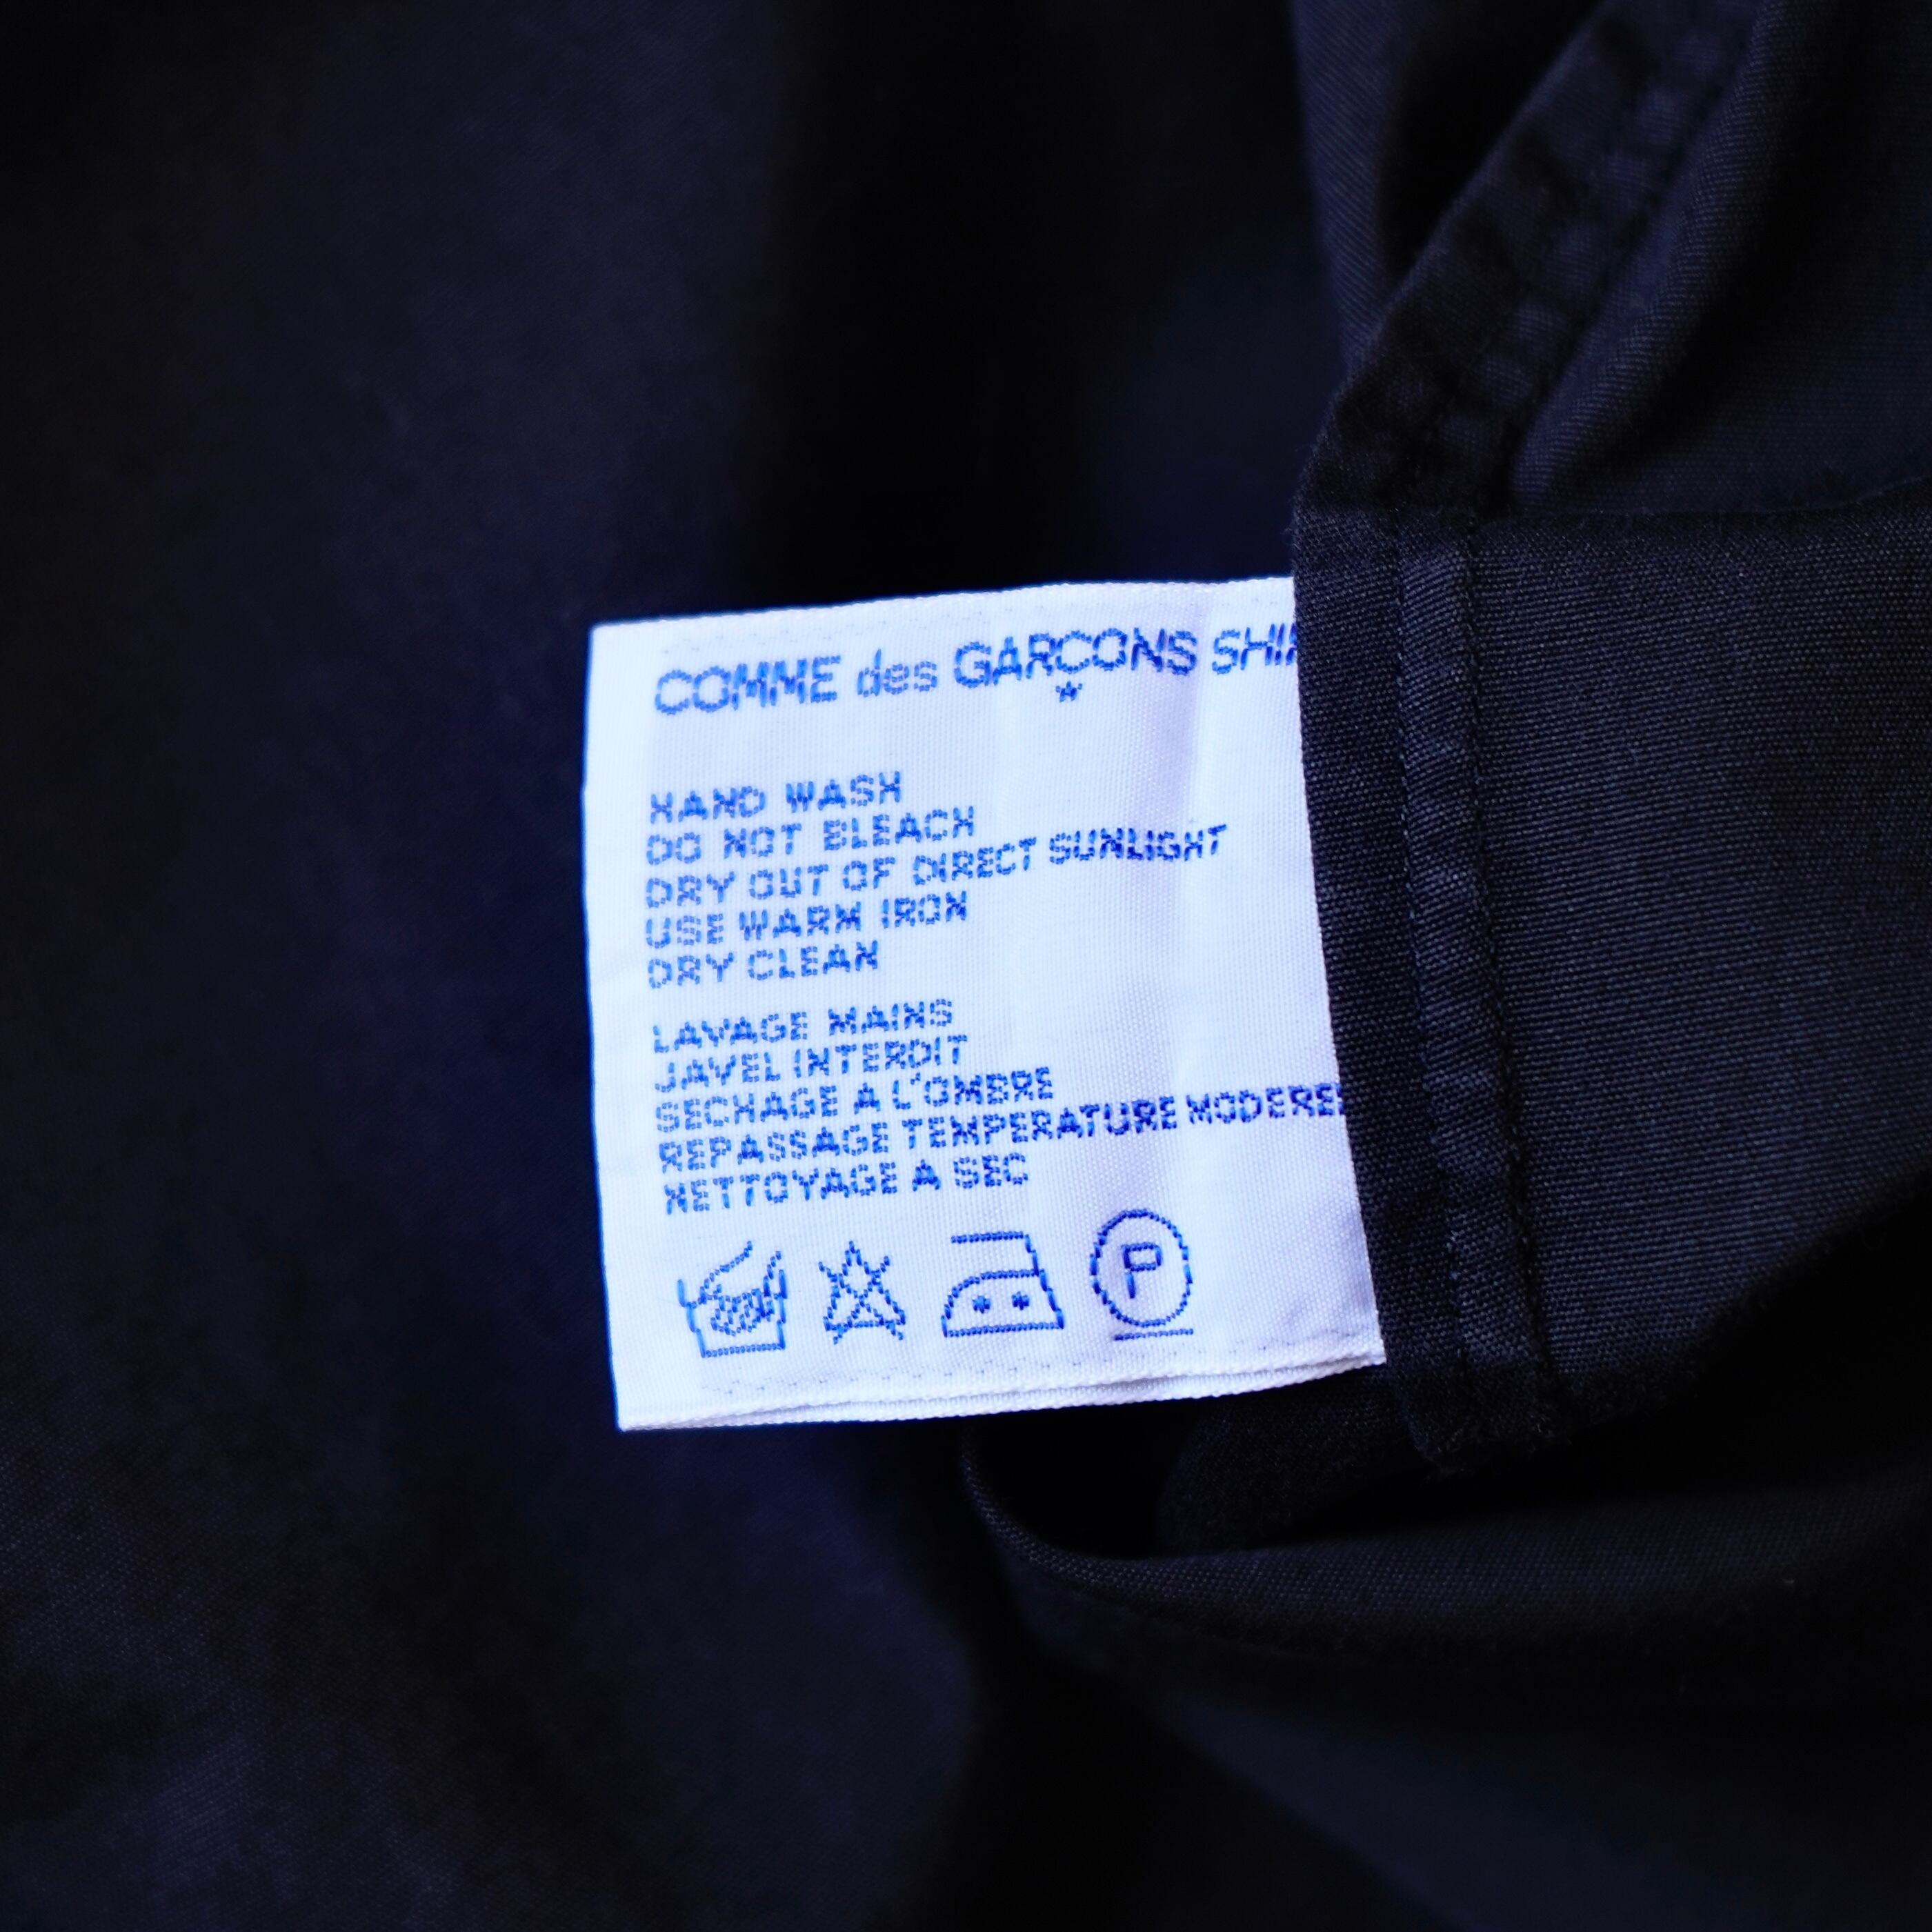 COMME des GARÇONS SHI
HAND WASH
DO NOT BLEACH
DRY OUT OF DIRECT SUNLIGHT
USE WARM IRON
DRY CLEAN
LAVAGE MAINS
JAVEL INTERDIT
SECHAGE A L'OMBRE
REPASSAGE TEMPERATURE MODEREE
NETTOYAGE A SEC
P